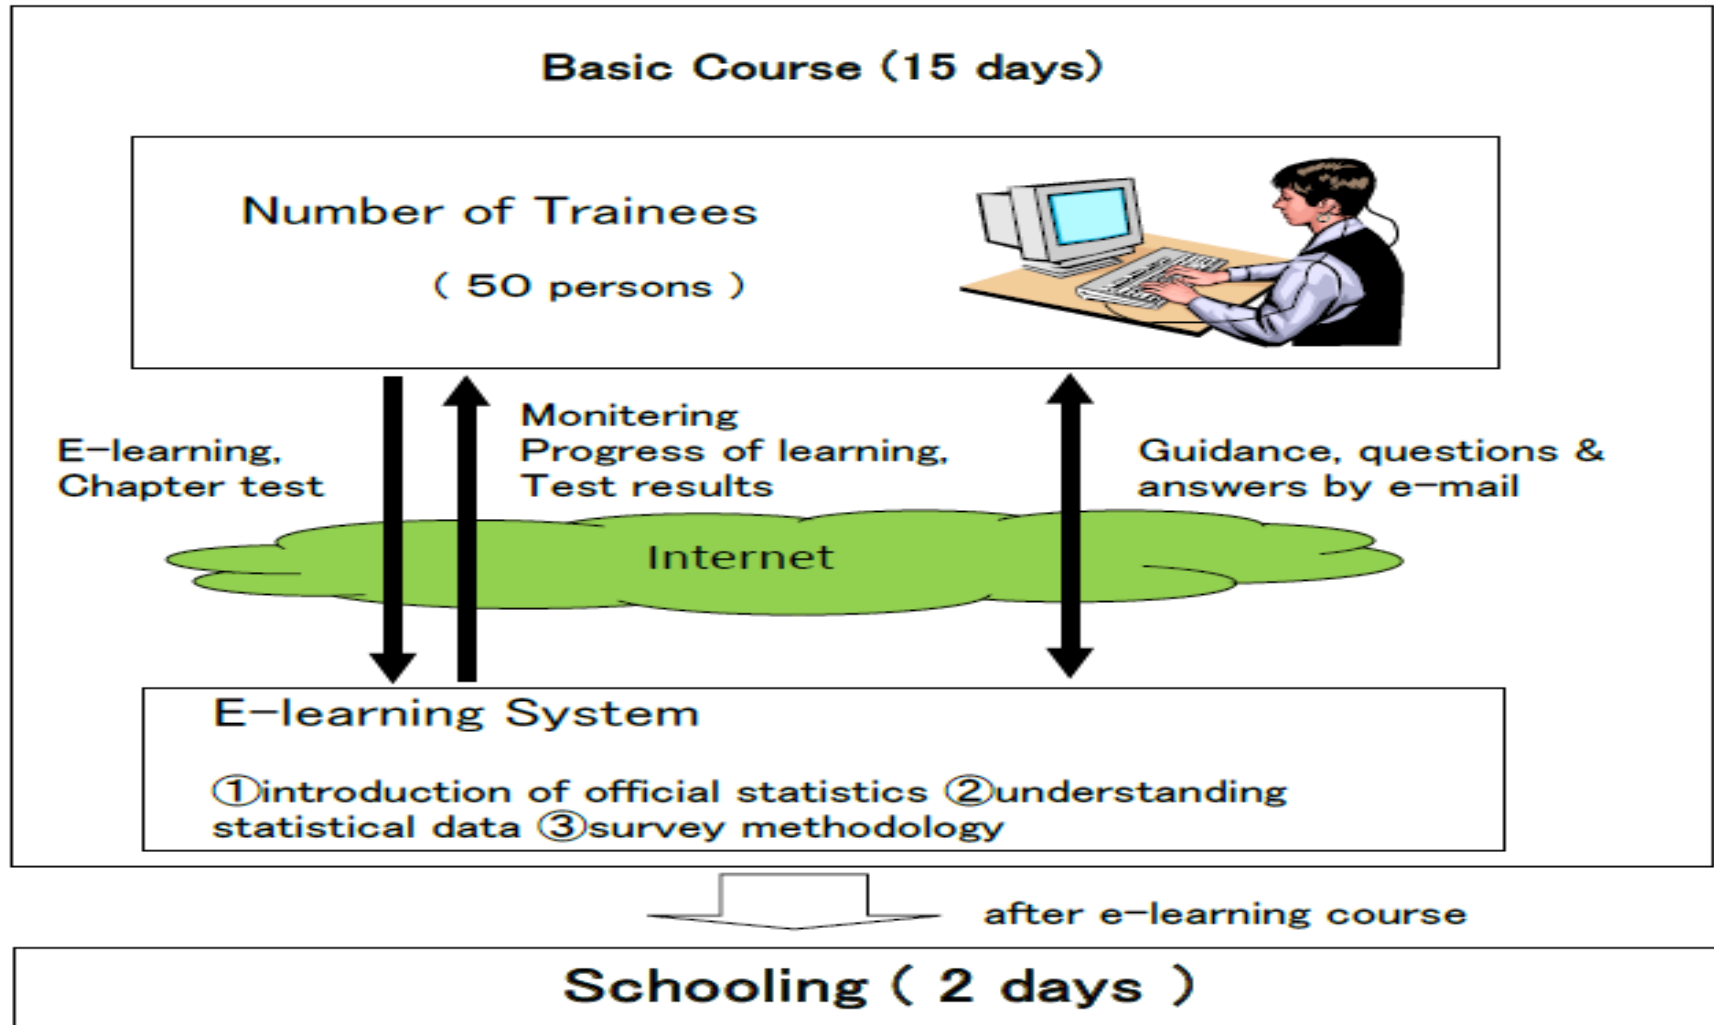 Basic Course (15 days)
Number of Trainees
( 50 persons )
E-learning,
Chapter test
Monitering
Progress of learning,
Test results
Guidance, questions &
answers by e-mail
Internet
E-learning System
①introduction of official statistics ②understanding
statistical data ③survey methodology
after e-learning course
Schooling ( 2 days )